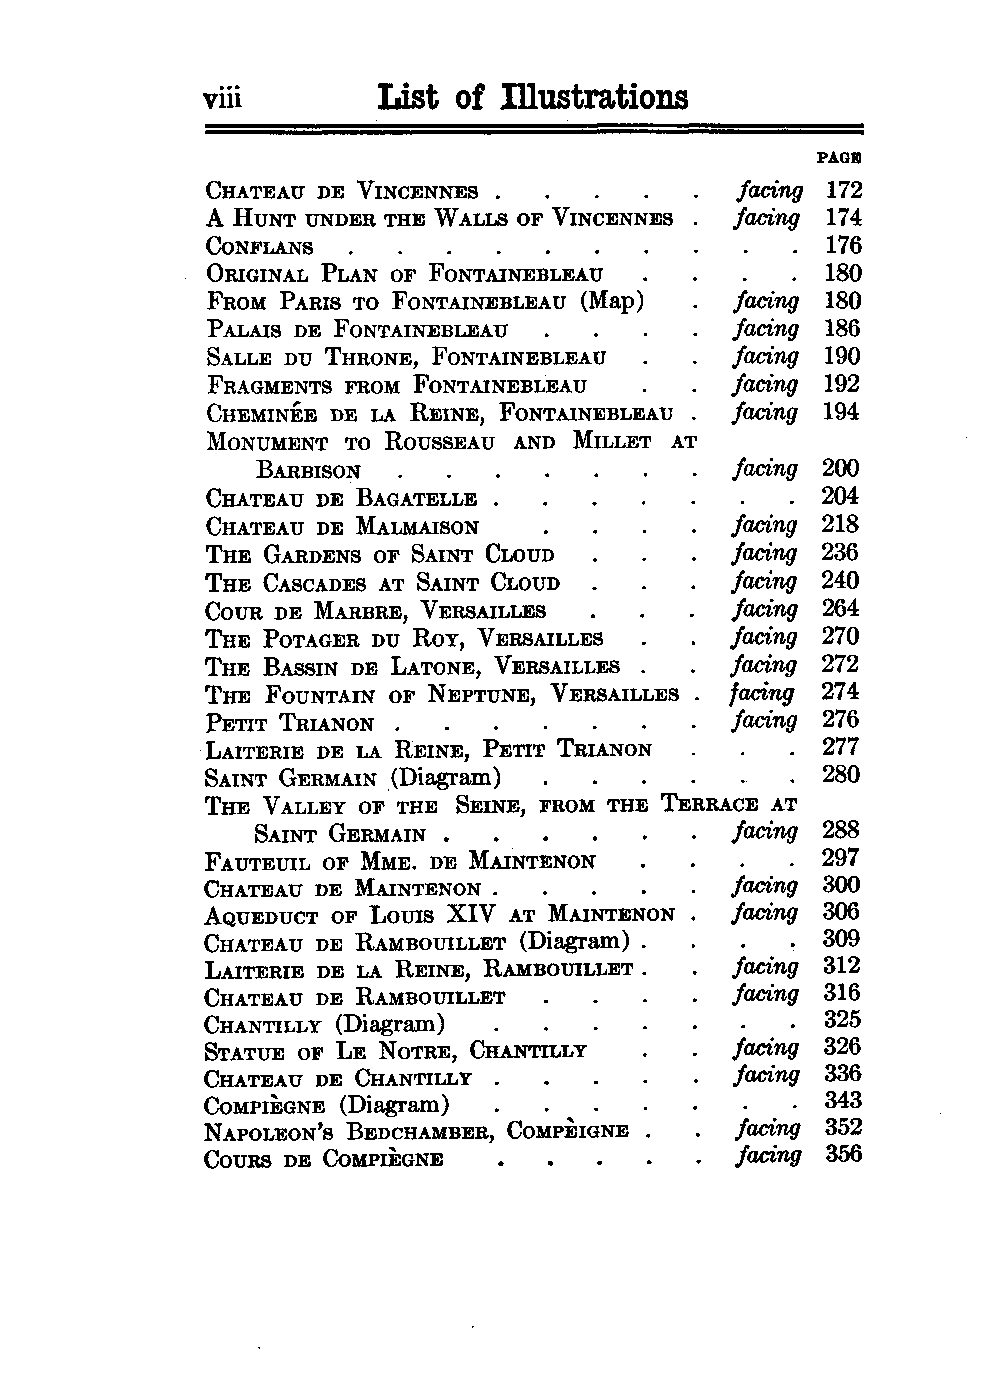 viii List of Illustrations
PAGE
CHATEAU DE VINCENNES . . . . . facing 172
A HUNT UNDER THE WALLS OF VINCENNES . facing 174
CONFLANS . . . . . . . . . . 176
ORIGINAL PLAN OF FONTAINEBLEAU . . . . 180
FROM PARIS TO FONTAINEBLEAU (Map) . facing 180
PALAIS DE FONTAINEBLEAU . . . . facing 186
SALLE DU THRONE, FONTAINEBLEAU . . facing 190
FRAGMENTS FROM FONTAINEBLEAU . . facing 192
CHEMINÉE DE LA REINE, FONTAINEBLEAU . facing 194
MONUMENT TO ROUSSEAU AND MILLET AT
BARBISON . . . . . . . facing 200
CHATEAU DE BAGATELLE . . . . . . . 204
CHATEAU DE MALMAISON . . . . facing 218
THE GARDENS OF SAINT CLOUD . . . facing 236
THE CASCADES AT SAINT CLOUD . . . facing 240
COUR DE MARBRE, VERSAILLES . . . facing 264
THE POTAGER DU ROY, VERSAILLES . . facing 270
THE BASSIN DE LATONE, VERSAILLES . . facing 272
THE FOUNTAIN OF NEPTUNE, VERSAILLES . facing 274
PETIT TRIANON . . . . . . . facing 276
LAITERIE DE LA REINE, PETIT TRIANON . . . 277
SAINT GERMAIN (Diagram) . . . . . . 280
THE VALLEY OF THE SEINE, FROM THE TERRACE AT
SAINT GERMAIN . . . . . . facing 288
FAUTEUIL OF MME. DE MAINTENON . . . . 297
CHATEAU DE MAINTENON . . . . . facing 300
AQUEDUCT OF LOUIS XIV AT MAINTENON . facing 306
CHATEAU DE RAMBOUILLET (Diagram) . . . . 309
LAITERIE DE LA REINE, RAMBOUILLET . . facing 312
CHATEAU DE RAMBOUILLET . . . . facing 316
CHANTILLY (Diagram) . . . . . . . 325
STATUE OF LE NOTRE, CHANTILLY . . facing 326
CHATEAU DE CHANTILLY . . . . . facing 336
COMPIÈGNE (Diagram) . . . . . . . 343
NAPOLEON'S BEDCHAMBER, COMPÈIGNE . . facing 352
COURS DE COMPIÈGNE . . . . . facing 356